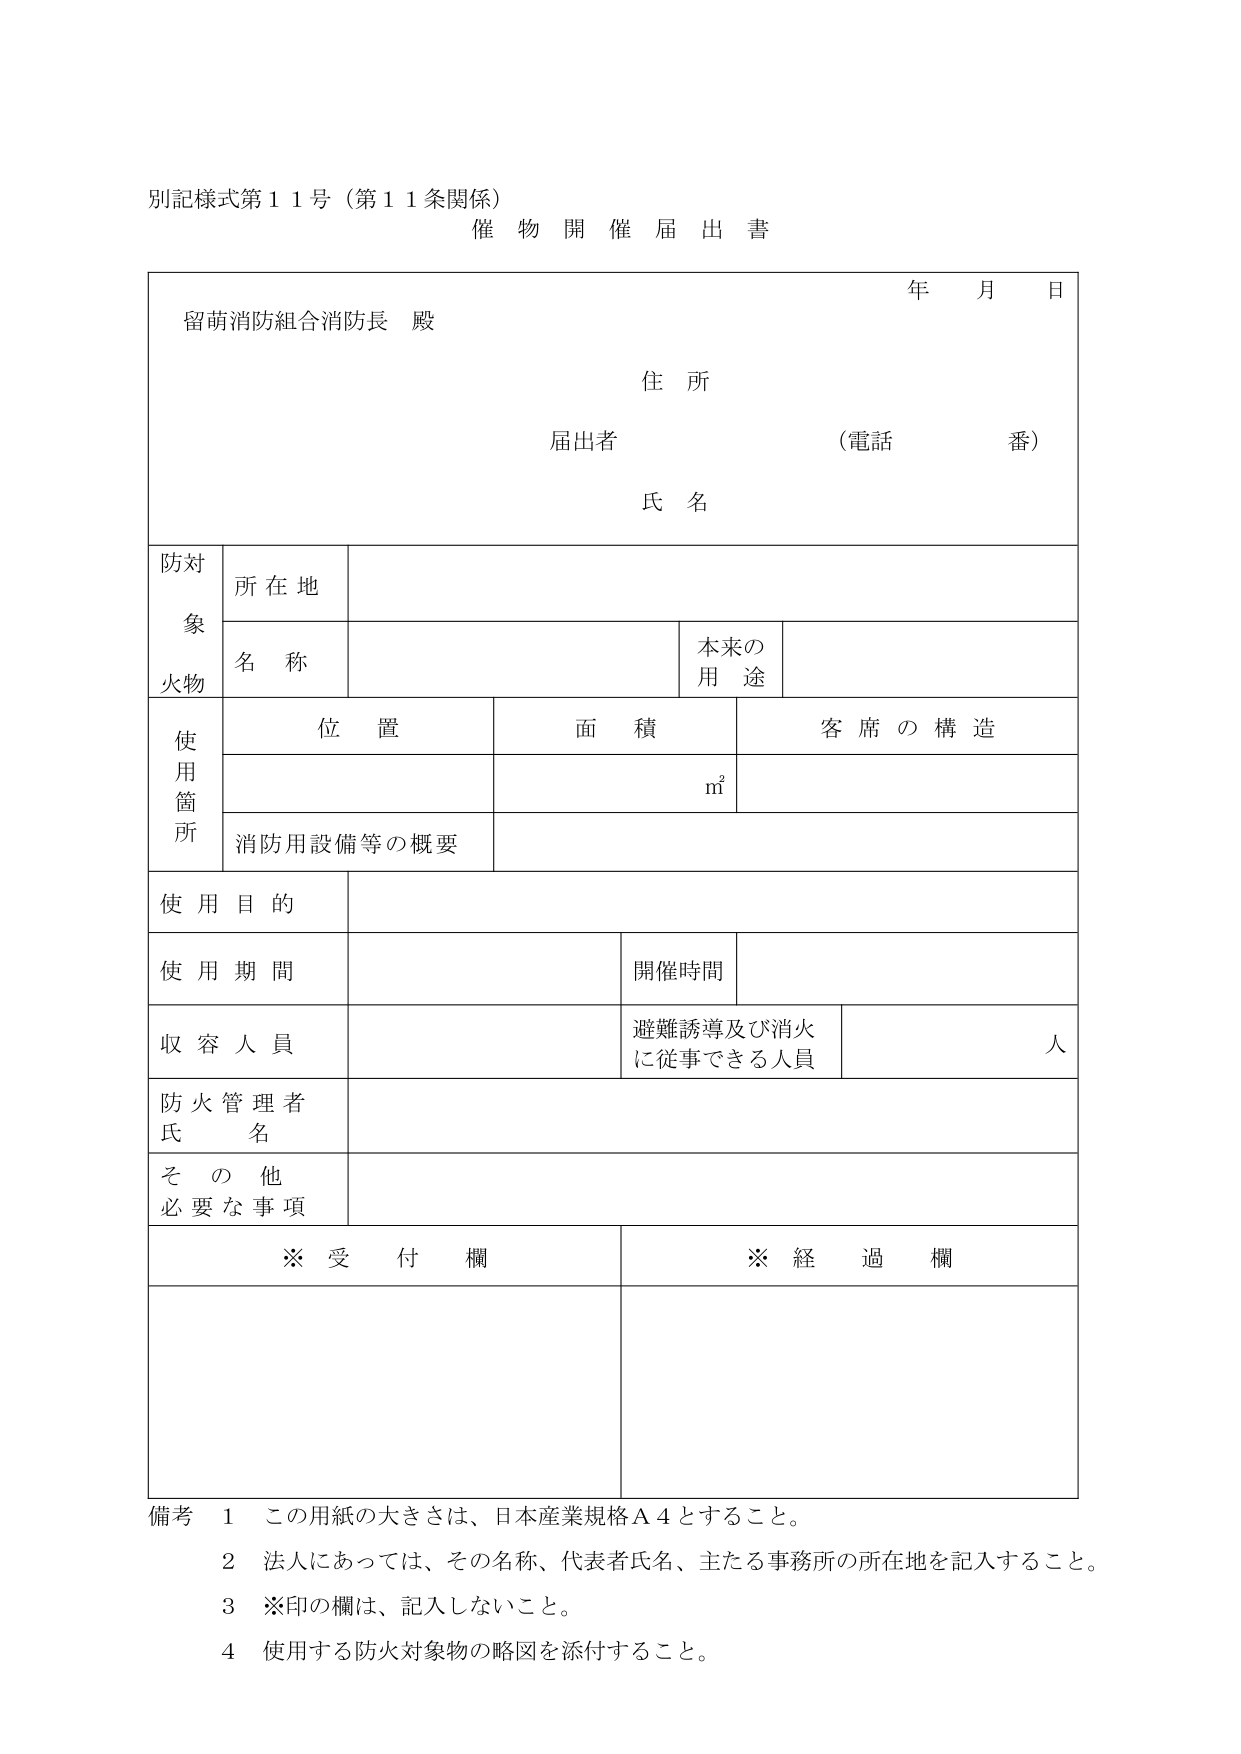 別記様式第１１号（第１１条関係）
催　物　開　催　届　出　書
年　　月　　日
留萌消防組合消防長　殿
住　所
届出者　　　　　　　　　（電話　　　　　番）
氏　名
防対
象
火物
所 在 地
名　称
本来の
用　途
使
用
箇
所
位　置
面　積
客 席 の 構 造
㎡
消防用設備等の概要
使 用 目 的
使 用 期 間
開催時間
収 容 人 員
避難誘導及び消火
に従事できる人員
人
防 火 管 理 者
氏　　　名
そ　の　他
必 要 な 事 項
※　受　　付　　欄
※　経　　過　　欄
備考　１　この用紙の大きさは、日本産業規格Ａ４とすること。
２　法人にあっては、その名称、代表者氏名、主たる事務所の所在地を記入すること。
３　※印の欄は、記入しないこと。
４　使用する防火対象物の略図を添付すること。